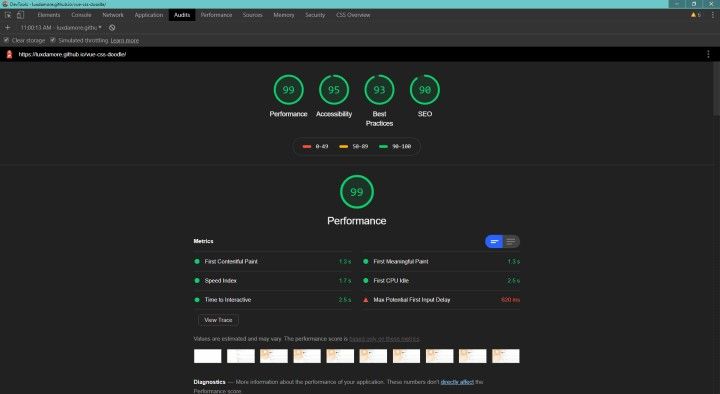 DevTools - luxdamore.github.io/vue-css-doodle/
Elements Console Network Application Audits Performance Sources Memory Security CSS Overview 6
11:00:13 AM - luxdamore.githu
Clear storage Simulated throttling Learn more
https://luxdamore.github.io/vue-css-doodle/
99 95 93 90
Performance Accessibility Best Practices SEO
0-49 50-89 90-100
99
Performance
Metrics
First Contentful Paint 1.3 s First Meaningful Paint 1.3 s
Speed Index 1.7 s First CPU Idle 2.5 s
Time to Interactive 2.5 s Max Potential First Input Delay 620 ms
View Trace
Values are estimated and may vary. The performance score is based only on these metrics.
Diagnostics — More information about the performance of your application. These numbers don't directly affect the
Performance score.